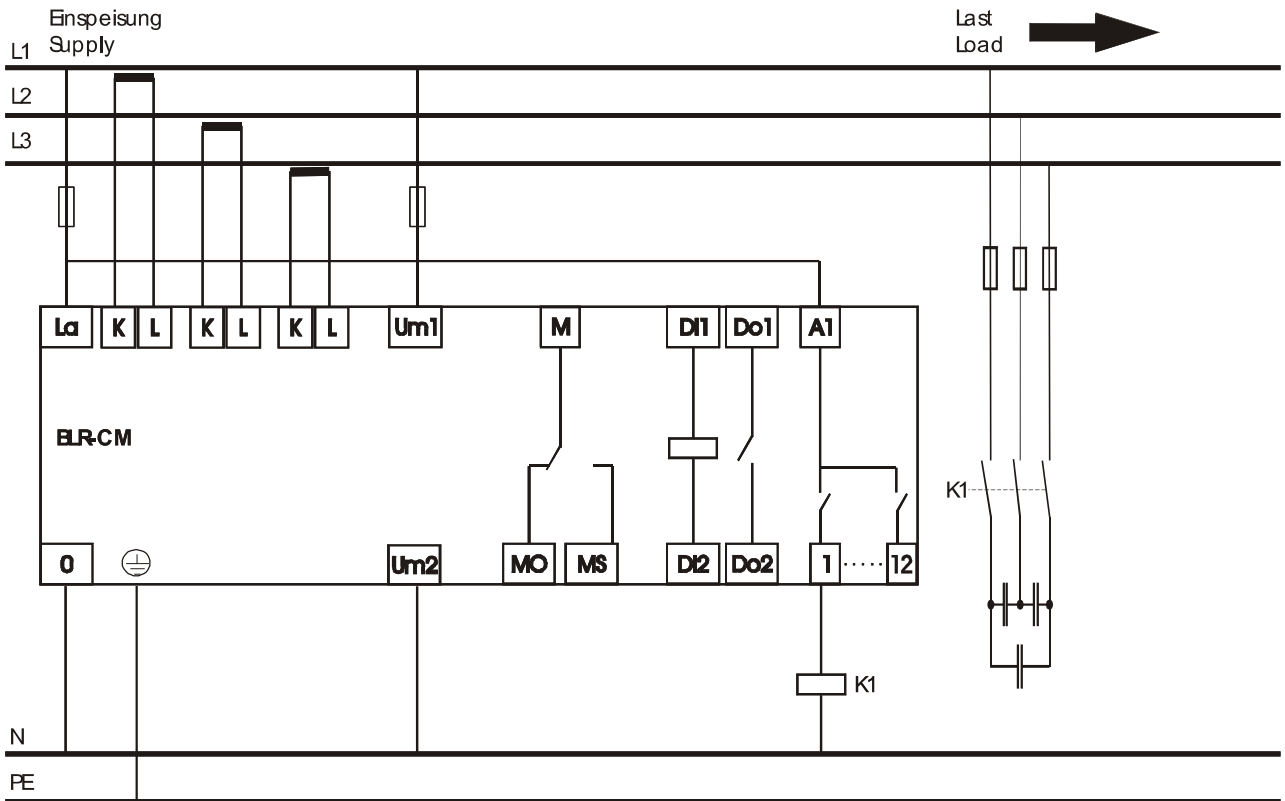 Einspeisung
Supply
Last
Load
L1
L2
L3
La K L K L K L Um1 M DI1 Do1 A1
BLR-CM
K1
0 Um2 MO MS DI2 Do2 1 ..... 12
K1
N
PE